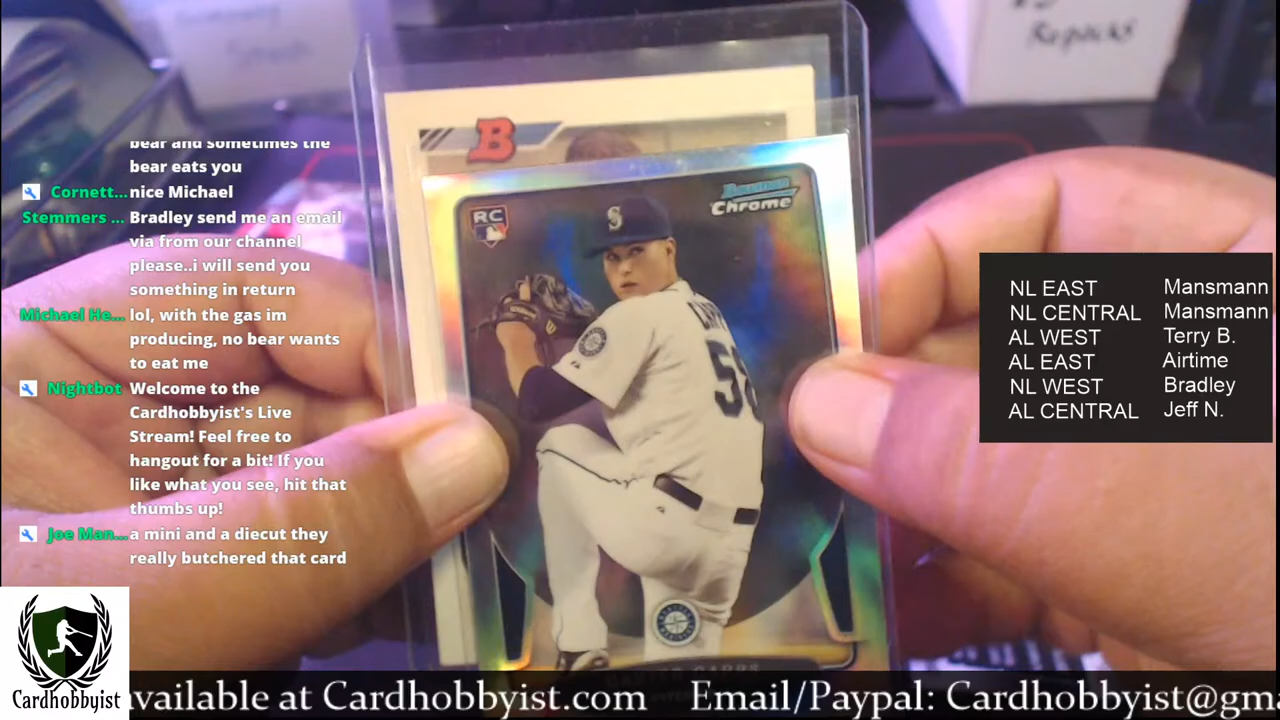 Repacks
bear and sometimes the
bear eats you
Cornett... nice Michael
Stemmers ... Bradley send me an email
via from our channel
please..i will send you
something in return
Michael He... lol, with the gas im
producing, no bear wants
to eat me
Nightbot Welcome to the
Cardhobbyist's Live
Stream! Feel free to
hangout for a bit! If you
like what you see, hit that
thumbs up!
Joe Man... a mini and a diecut they
really butchered that card
B
RC
Bowman
Chrome
S
58
CARTER CAPPS
NL EAST Mansmann
NL CENTRAL Mansmann
AL WEST Terry B.
AL EAST Airtime
NL WEST Bradley
AL CENTRAL Jeff N.
Cardhobbyist
available at Cardhobbyist.com Email/Paypal: Cardhobbyist@gm